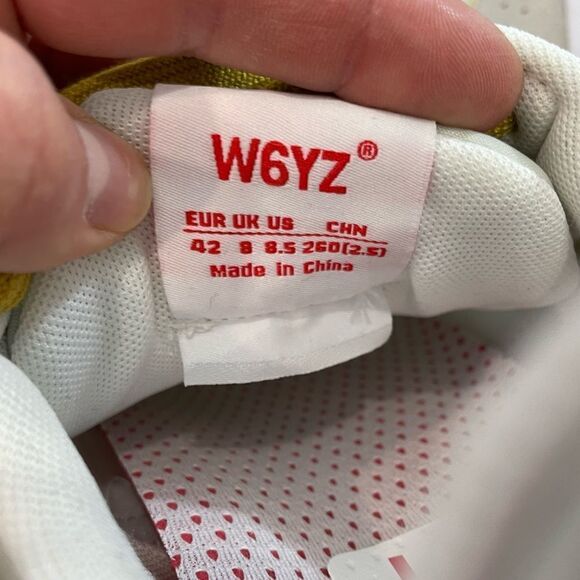 W6YZ®
EUR UK US CHN
42 8 8.5 260(2.5)
Made in China